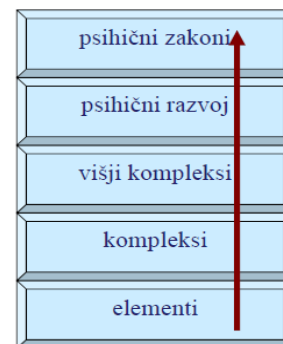 psihični zakoni
psihični razvoj
višji kompleksi
kompleksi
elementi